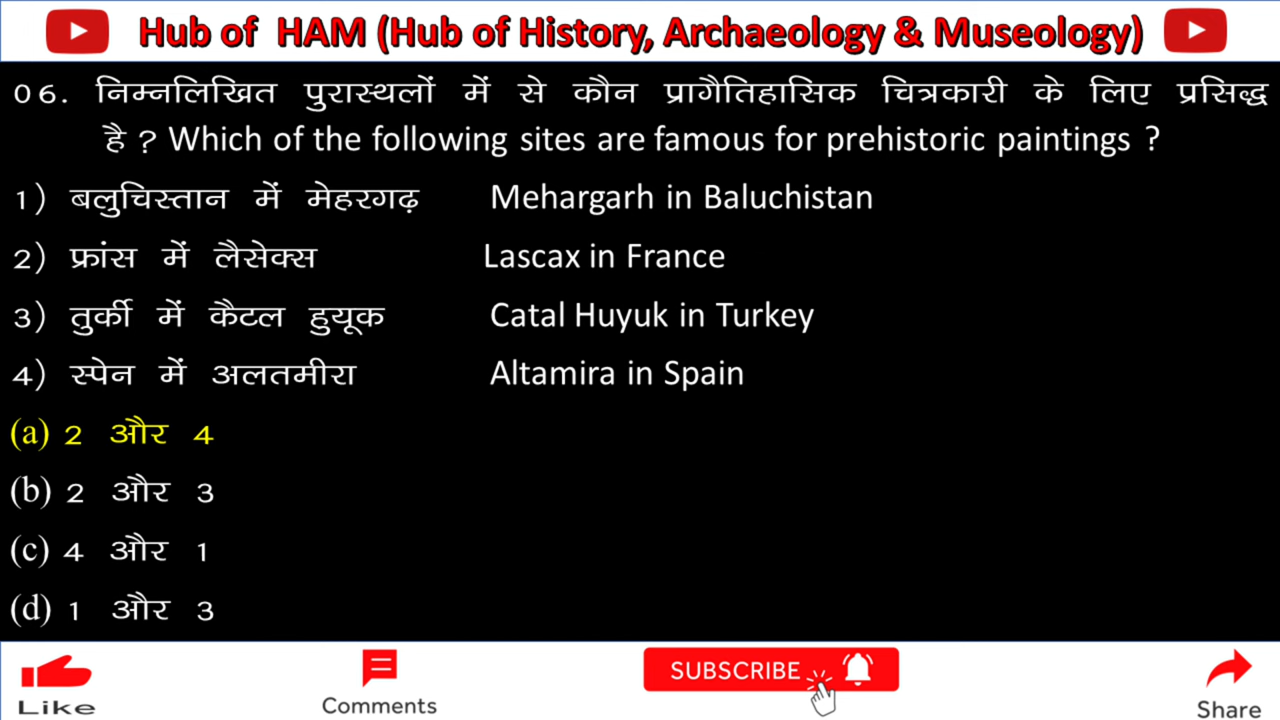 Hub of HAM (Hub of History, Archaeology & Museology)
06. निम्नलिखित पुरास्थलों में से कौन प्रागैतिहासिक चित्रकारी के लिए प्रसिद्ध
है ? Which of the following sites are famous for prehistoric paintings ?
1) बलुचिस्तान में मेहरगढ़ Mehargarh in Baluchistan
2) फ्रांस में लैसेक्स Lascax in France
3) तुर्की में कैटल हुयूक Catal Huyuk in Turkey
4) स्पेन में अलतमीरा Altamira in Spain
(a) 2 और 4
(b) 2 और 3
(c) 4 और 1
(d) 1 और 3
Like
Comments
SUBSCRIBE
Share